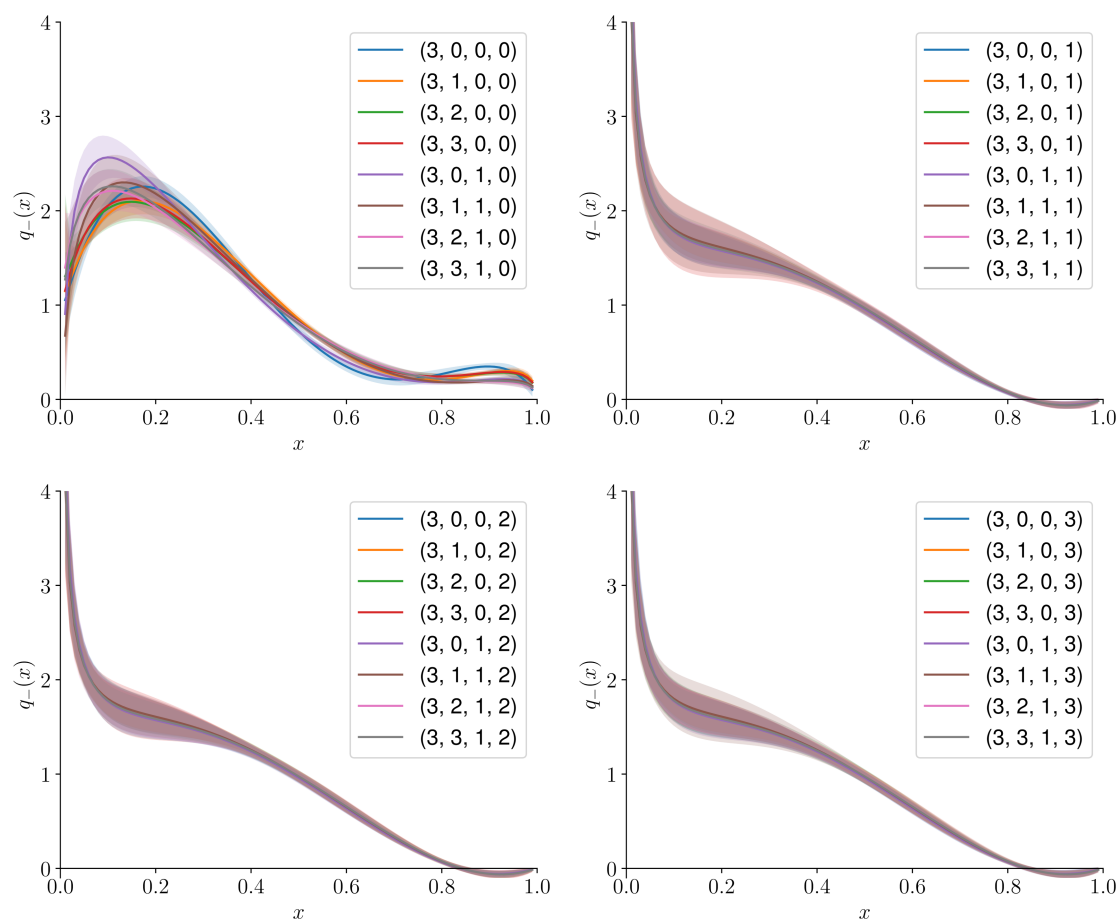 4
3
2
1
0
q₋(x)
0.0 0.2 0.4 0.6 0.8 1.0
x
(3, 0, 0, 0)
(3, 1, 0, 0)
(3, 2, 0, 0)
(3, 3, 0, 0)
(3, 0, 1, 0)
(3, 1, 1, 0)
(3, 2, 1, 0)
(3, 3, 1, 0)
4
3
2
1
0
q₋(x)
0.0 0.2 0.4 0.6 0.8 1.0
x
(3, 0, 0, 1)
(3, 1, 0, 1)
(3, 2, 0, 1)
(3, 3, 0, 1)
(3, 0, 1, 1)
(3, 1, 1, 1)
(3, 2, 1, 1)
(3, 3, 1, 1)
4
3
2
1
0
q₋(x)
0.0 0.2 0.4 0.6 0.8 1.0
x
(3, 0, 0, 2)
(3, 1, 0, 2)
(3, 2, 0, 2)
(3, 3, 0, 2)
(3, 0, 1, 2)
(3, 1, 1, 2)
(3, 2, 1, 2)
(3, 3, 1, 2)
4
3
2
1
0
q₋(x)
0.0 0.2 0.4 0.6 0.8 1.0
x
(3, 0, 0, 3)
(3, 1, 0, 3)
(3, 2, 0, 3)
(3, 3, 0, 3)
(3, 0, 1, 3)
(3, 1, 1, 3)
(3, 2, 1, 3)
(3, 3, 1, 3)